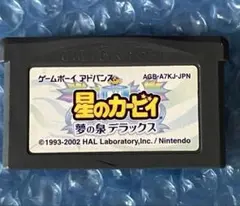 ゲームボーイ アドバンス
AGB-A7KJ-JPN
星のカービィ
夢の泉デラックス
©1993-2002 HAL Laboratory,Inc. / Nintendo